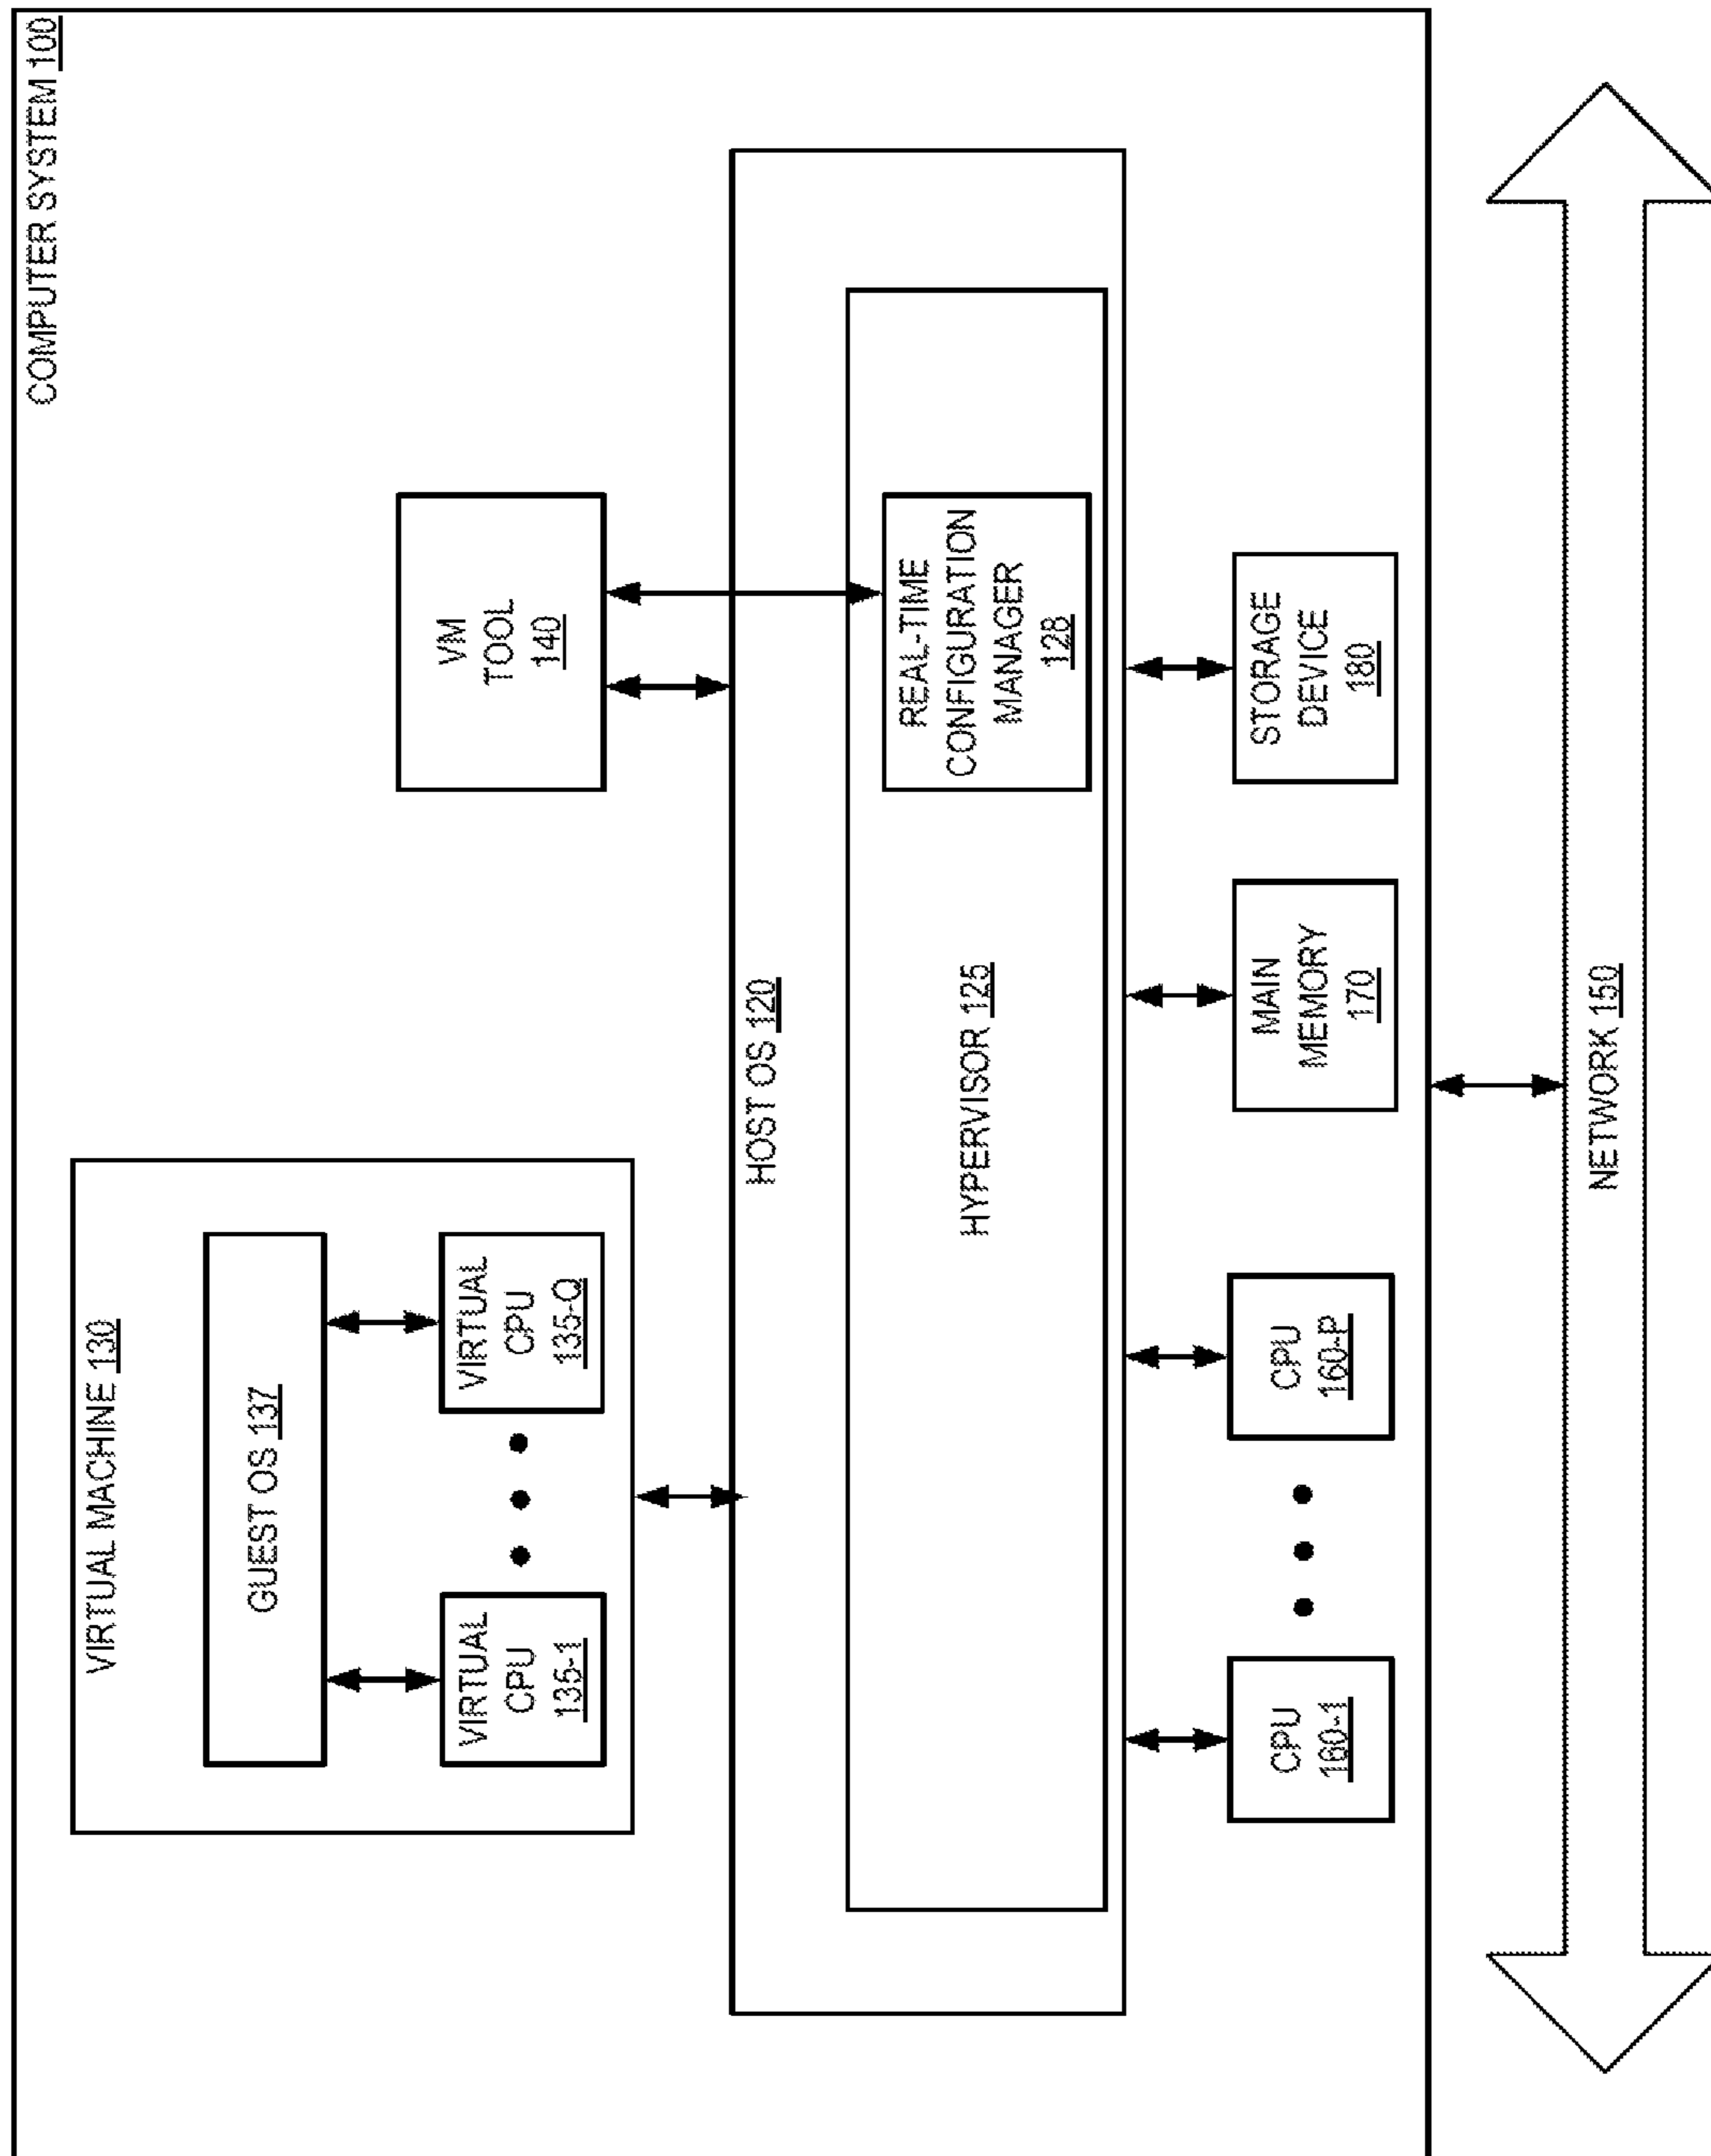 COMPUTER SYSTEM 100
VIRTUAL MACHINE 130
GUEST OS 137
VIRTUAL
CPU
135-1
VIRTUAL
CPU
135-Q
VM
TOOL
140
HOST OS 120
HYPERVISOR 125
REAL-TIME
CONFIGURATION
MANAGER
128
CPU
160-1
CPU
160-P
MAIN
MEMORY
170
STORAGE
DEVICE
180
NETWORK 150